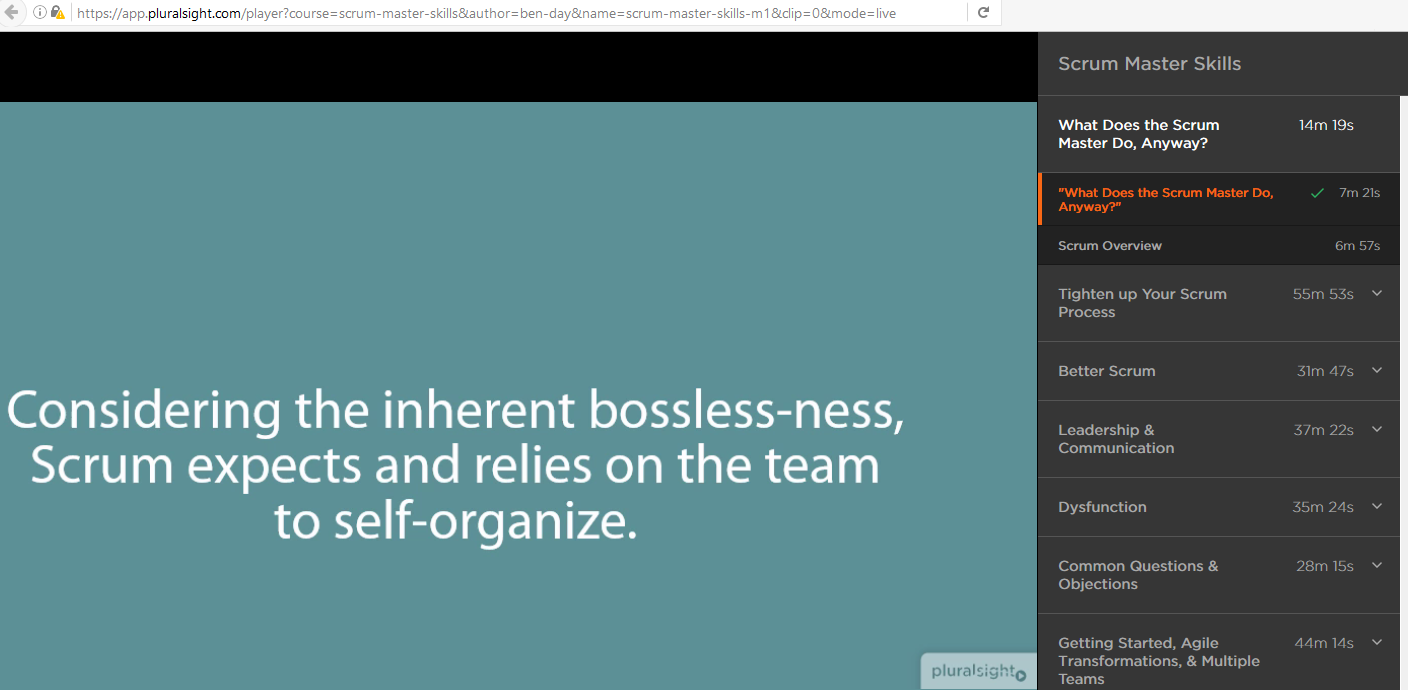 https://app.pluralsight.com/player?course=scrum-master-skills&author=ben-day&name=scrum-master-skills-m1&clip=0&mode=live
Considering the inherent bossless-ness,
Scrum expects and relies on the team
to self-organize.
pluralsight
Scrum Master Skills
What Does the Scrum 14m 19s
Master Do, Anyway?
"What Does the Scrum Master Do, 7m 21s
Anyway?"
Scrum Overview 6m 57s
Tighten up Your Scrum 55m 53s
Process
Better Scrum 31m 47s
Leadership & 37m 22s
Communication
Dysfunction 35m 24s
Common Questions & 28m 15s
Objections
Getting Started, Agile 44m 14s
Transformations, & Multiple
Teams